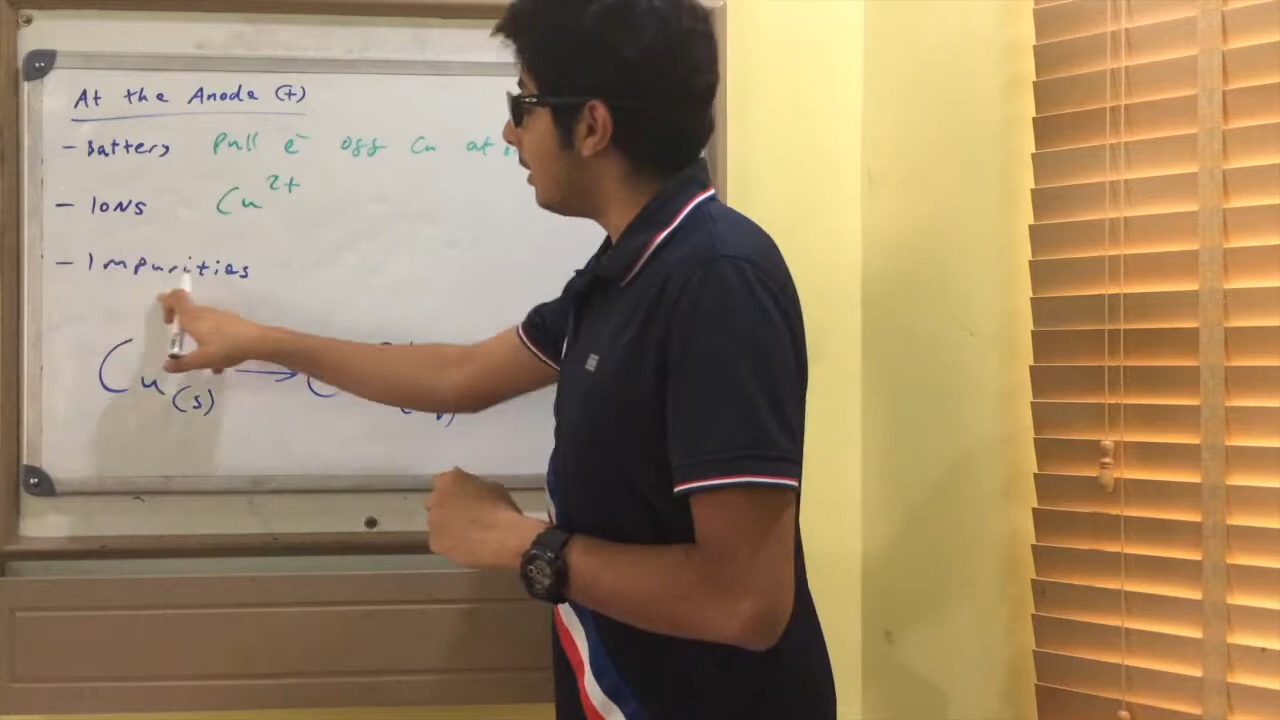 At the Anode (+)
- Battery Pull e⁻ off Cu at
- IONS Cu²⁺
- Impurities
Cu(s) →